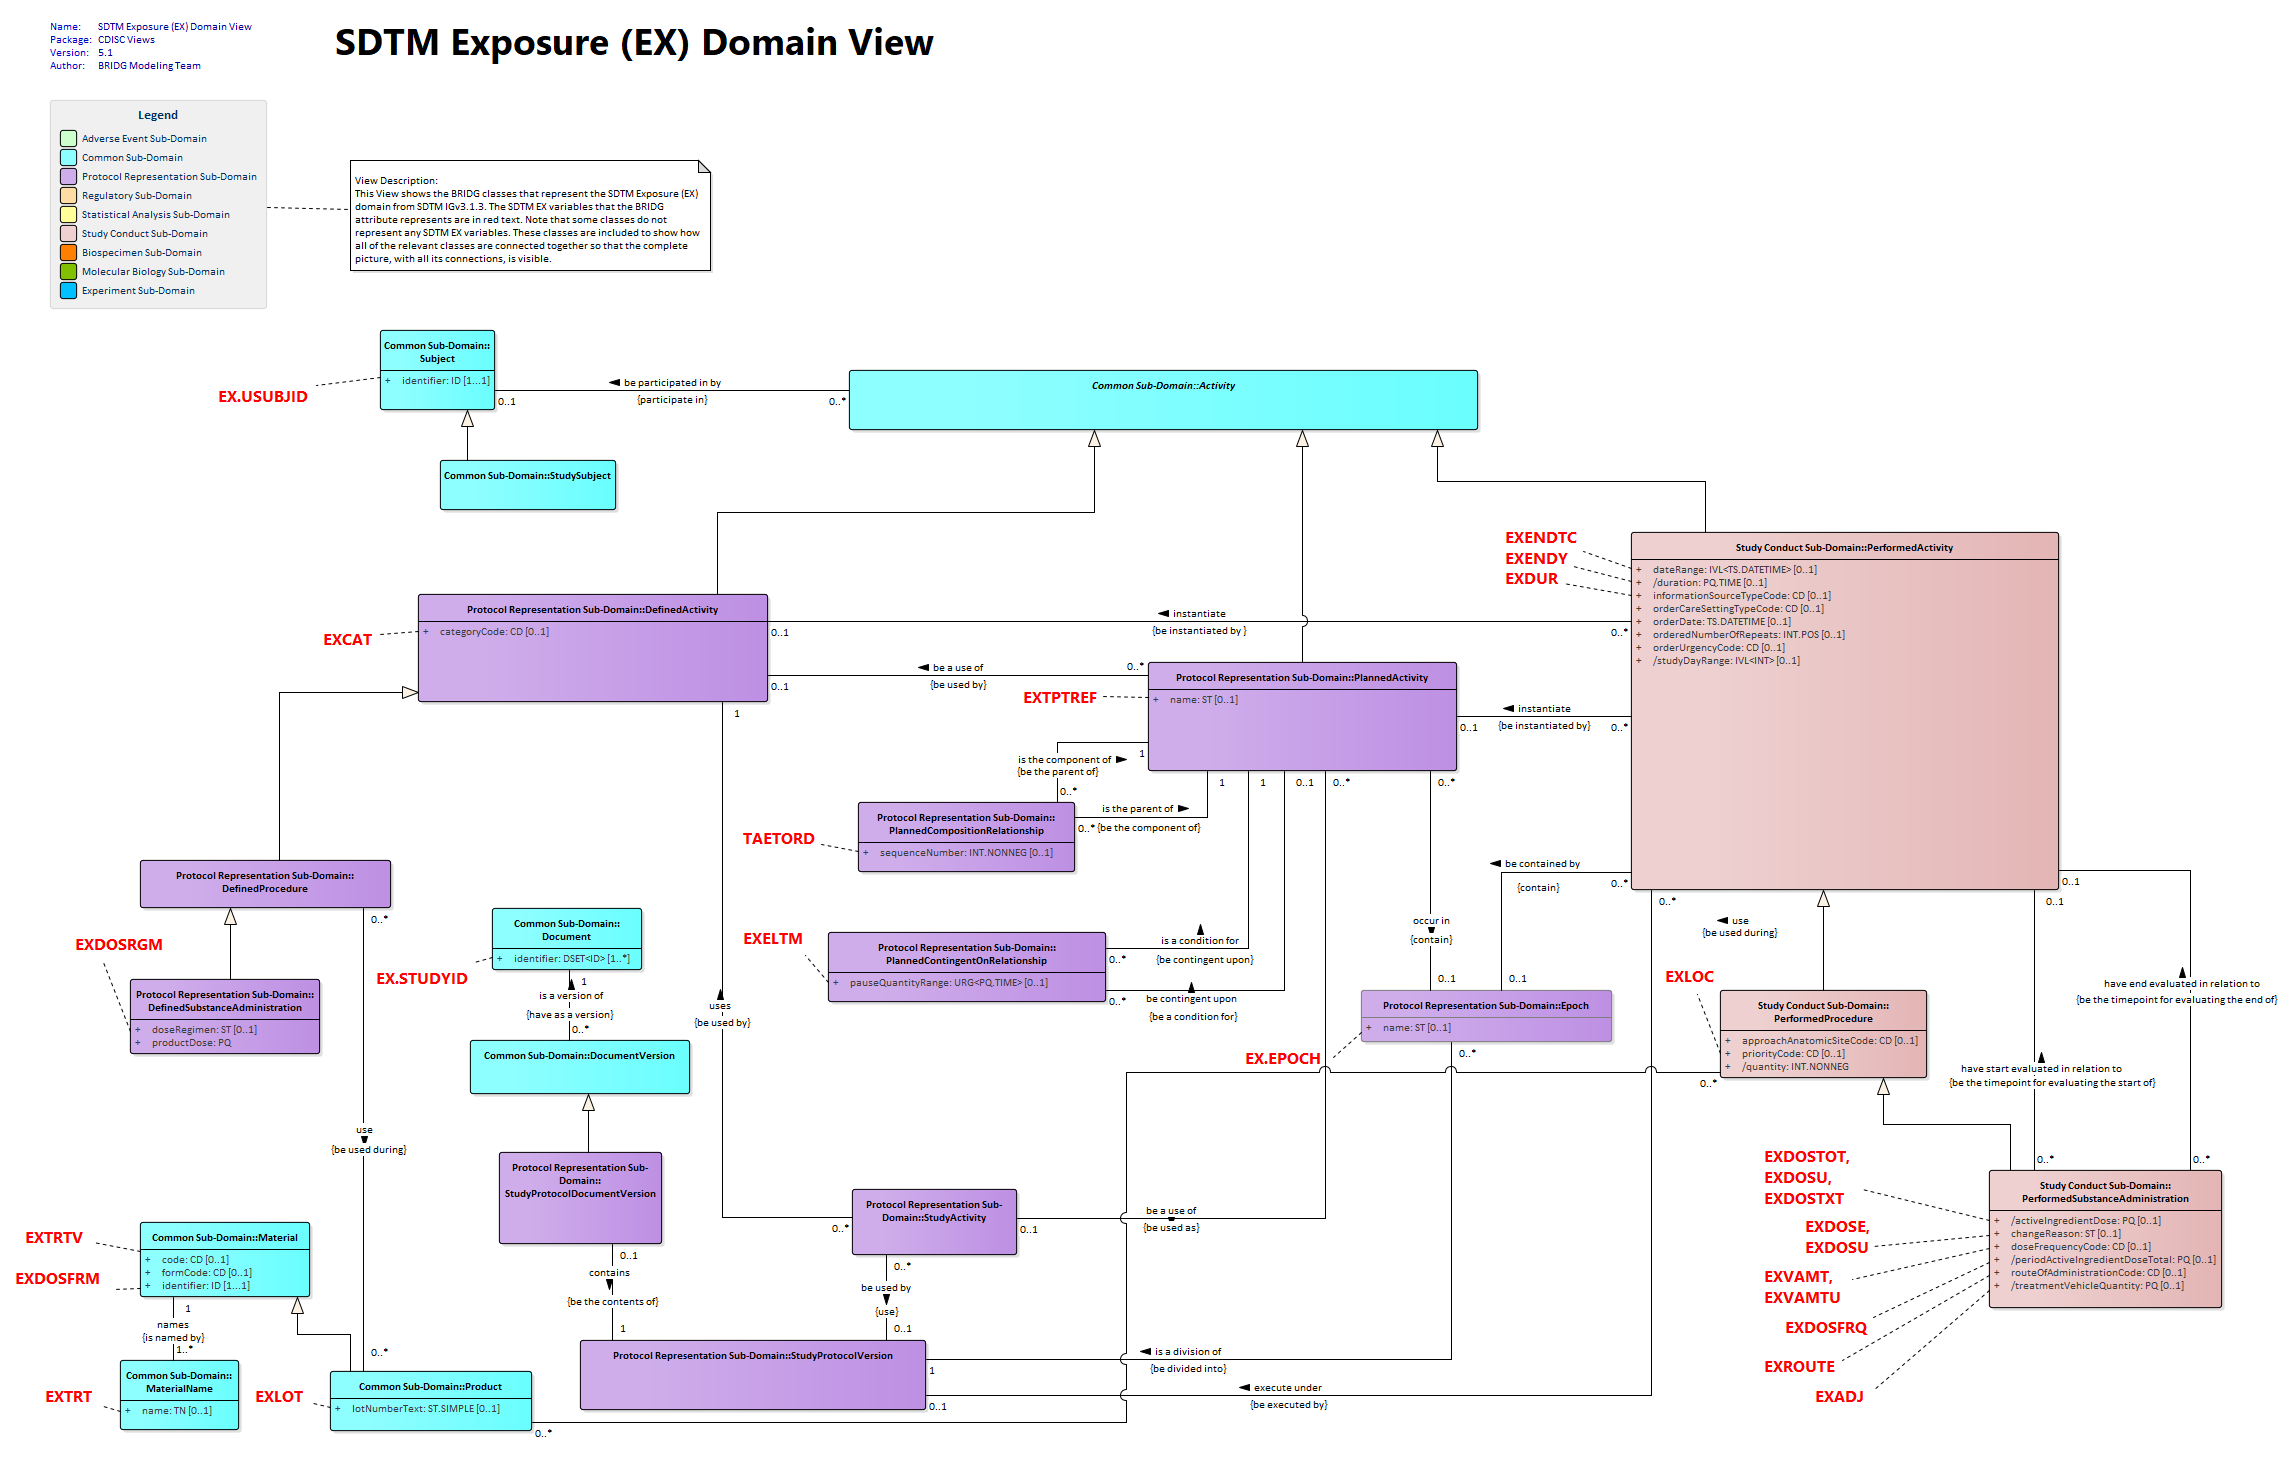 Name: SDTM Exposure (EX) Domain View
Package: CDISC Views
Version: 5.1
Author: BRIDG Modeling Team
SDTM Exposure (EX) Domain View
Legend
Adverse Event Sub-Domain
Common Sub-Domain
Protocol Representation Sub-Domain
Regulatory Sub-Domain
Statistical Analysis Sub-Domain
Study Conduct Sub-Domain
Biospecimen Sub-Domain
Molecular Biology Sub-Domain
Experiment Sub-Domain
View Description:
This View shows the BRIDG classes that represent the SDTM Exposure (EX)
domain from SDTM IGv3.1.3. The SDTM EX variables that the BRIDG
attribute represents are in red text. Note that some classes do not
represent any SDTM EX variables. These classes are included to show how
all of the relevant classes are connected together so that the complete
picture, with all its connections, is visible.
Common Sub-Domain::
Subject
+ identifier: ID [1...1]
EX.USUBJID
0..1
be participated in by
{participate in}
0..*
Common Sub-Domain::Activity
Common Sub-Domain::StudySubject
EXENDTC
EXENDY
EXDUR
Study Conduct Sub-Domain::PerformedActivity
+ dateRange: IVL<TS.DATETIME> [0..1]
+ /duration: PQ.TIME [0..1]
+ informationSourceTypeCode: CD [0..1]
+ orderCareSettingTypeCode: CD [0..1]
+ orderDate: TS.DATETIME [0..1]
+ orderedNumberOfRepeats: INT.POS [0..1]
+ orderUrgencyCode: CD [0..1]
+ /studyDayRange: IVL<INT> [0..1]
Protocol Representation Sub-Domain::DefinedActivity
+ categoryCode: CD [0..1]
EXCAT
0..1
instantiate
{be instantiated by }
0..*
0..1
be a use of
{be used by}
0..*
1
Protocol Representation Sub-Domain::PlannedActivity
+ name: ST [0..1]
EXTPTREF
0..1
instantiate
{be instantiated by}
0..*
is the component of
{be the parent of}
1
0..*
is the parent of
{be the component of}
0..*
1
1
0..1
0..*
0..*
Protocol Representation Sub-Domain::
PlannedCompositionRelationship
+ sequenceNumber: INT.NONNEG [0..1]
TAETORD
be contained by
{contain}
0..*
0..1
0..*
0..1
0..1
Protocol Representation Sub-Domain::
DefinedProcedure
0..*
Common Sub-Domain::
Document
+ identifier: DSET<ID> [1..*]
EX.STUDYID
EXELTM
Protocol Representation Sub-Domain::
PlannedContingentOnRelationship
+ pauseQuantityRange: URG<PQ.TIME> [0..1]
is a condition for
{be contingent upon}
0..*
be contingent upon
{be a condition for}
0..*
occur in
{contain}
0..1
use
{be used during}
EXDOSRGM
Protocol Representation Sub-Domain::
DefinedSubstanceAdministration
+ doseRegimen: ST [0..1]
+ productDose: PQ
1
is a version of
{have as a version}
0..*
Common Sub-Domain::DocumentVersion
uses
{be used by}
Protocol Representation Sub-Domain::Epoch
+ name: ST [0..1]
EX.EPOCH
0..*
EXLOC
Study Conduct Sub-Domain::
PerformedProcedure
+ approachAnatomicSiteCode: CD [0..1]
+ priorityCode: CD [0..1]
+ /quantity: INT.NONNEG
0..*
have end evaluated in relation to
{be the timepoint for evaluating the end of}
have start evaluated in relation to
{be the timepoint for evaluating the start of}
0..*
0..*
use
{be used during}
Protocol Representation Sub-
Domain::
StudyProtocolDocumentVersion
0..1
contains
{be the contents of}
1
Protocol Representation Sub-
Domain::StudyActivity
0..*
0..1
be a use of
{be used as}
0..*
be used by
{use}
0..1
EXDOSTOT,
EXDOSU,
EXDOSTXT
EXDOSE,
EXDOSU
EXVAMT,
EXVAMTU
EXDOSFRQ
EXROUTE
EXADJ
Study Conduct Sub-Domain::
PerformedSubstanceAdministration
+ /activeIngredientDose: PQ [0..1]
+ changeReason: ST [0..1]
+ doseFrequencyCode: CD [0..1]
+ /periodActiveIngredientDoseTotal: PQ [0..1]
+ routeOfAdministrationCode: CD [0..1]
+ /treatmentVehicleQuantity: PQ [0..1]
EXTRTV
EXDOSFRM
Common Sub-Domain::Material
+ code: CD [0..1]
+ formCode: CD [0..1]
+ identifier: ID [1...1]
1
names
{is named by}
1..*
Common Sub-Domain::
MaterialName
+ name: TN [0..1]
EXTRT
EXLOT
0..*
Common Sub-Domain::Product
+ lotNumberText: ST.SIMPLE [0..1]
0..*
Protocol Representation Sub-Domain::StudyProtocolVersion
1
is a division of
{be divided into}
0..1
execute under
{be executed by}